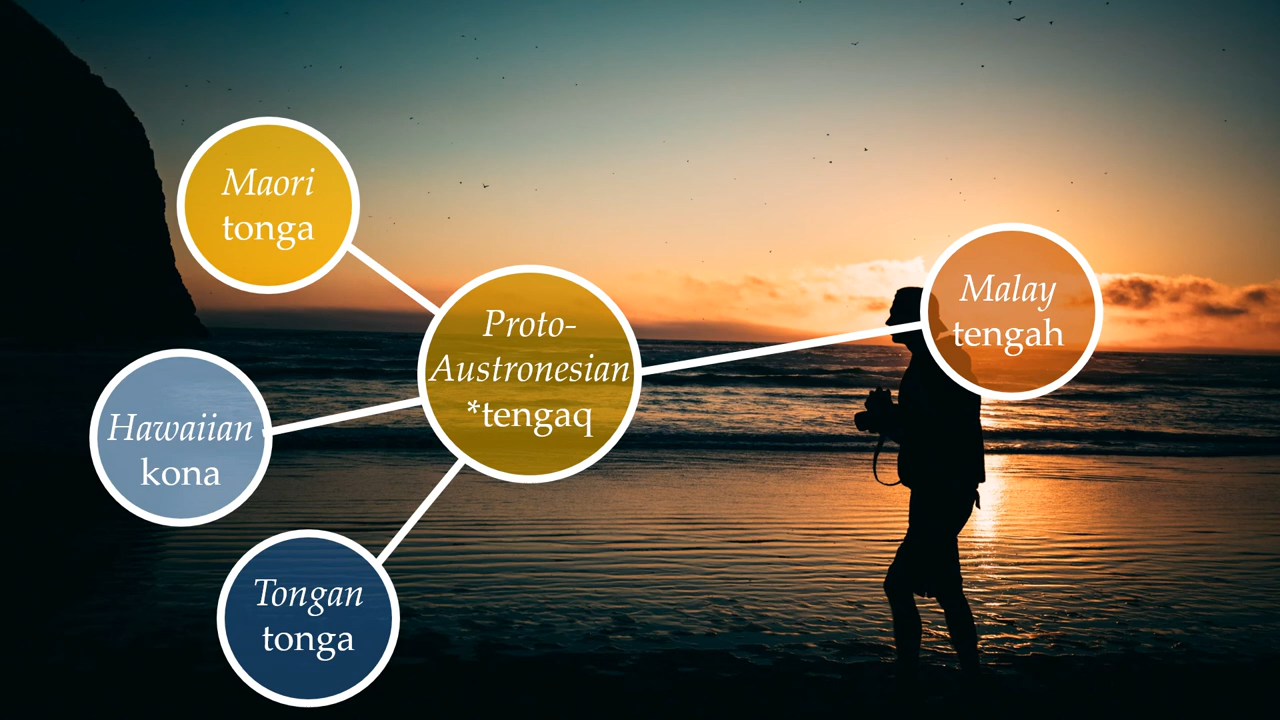 Maori
tonga
Proto-
Austronesian
*tengaq
Malay
tengah
Hawaiian
kona
Tongan
tonga